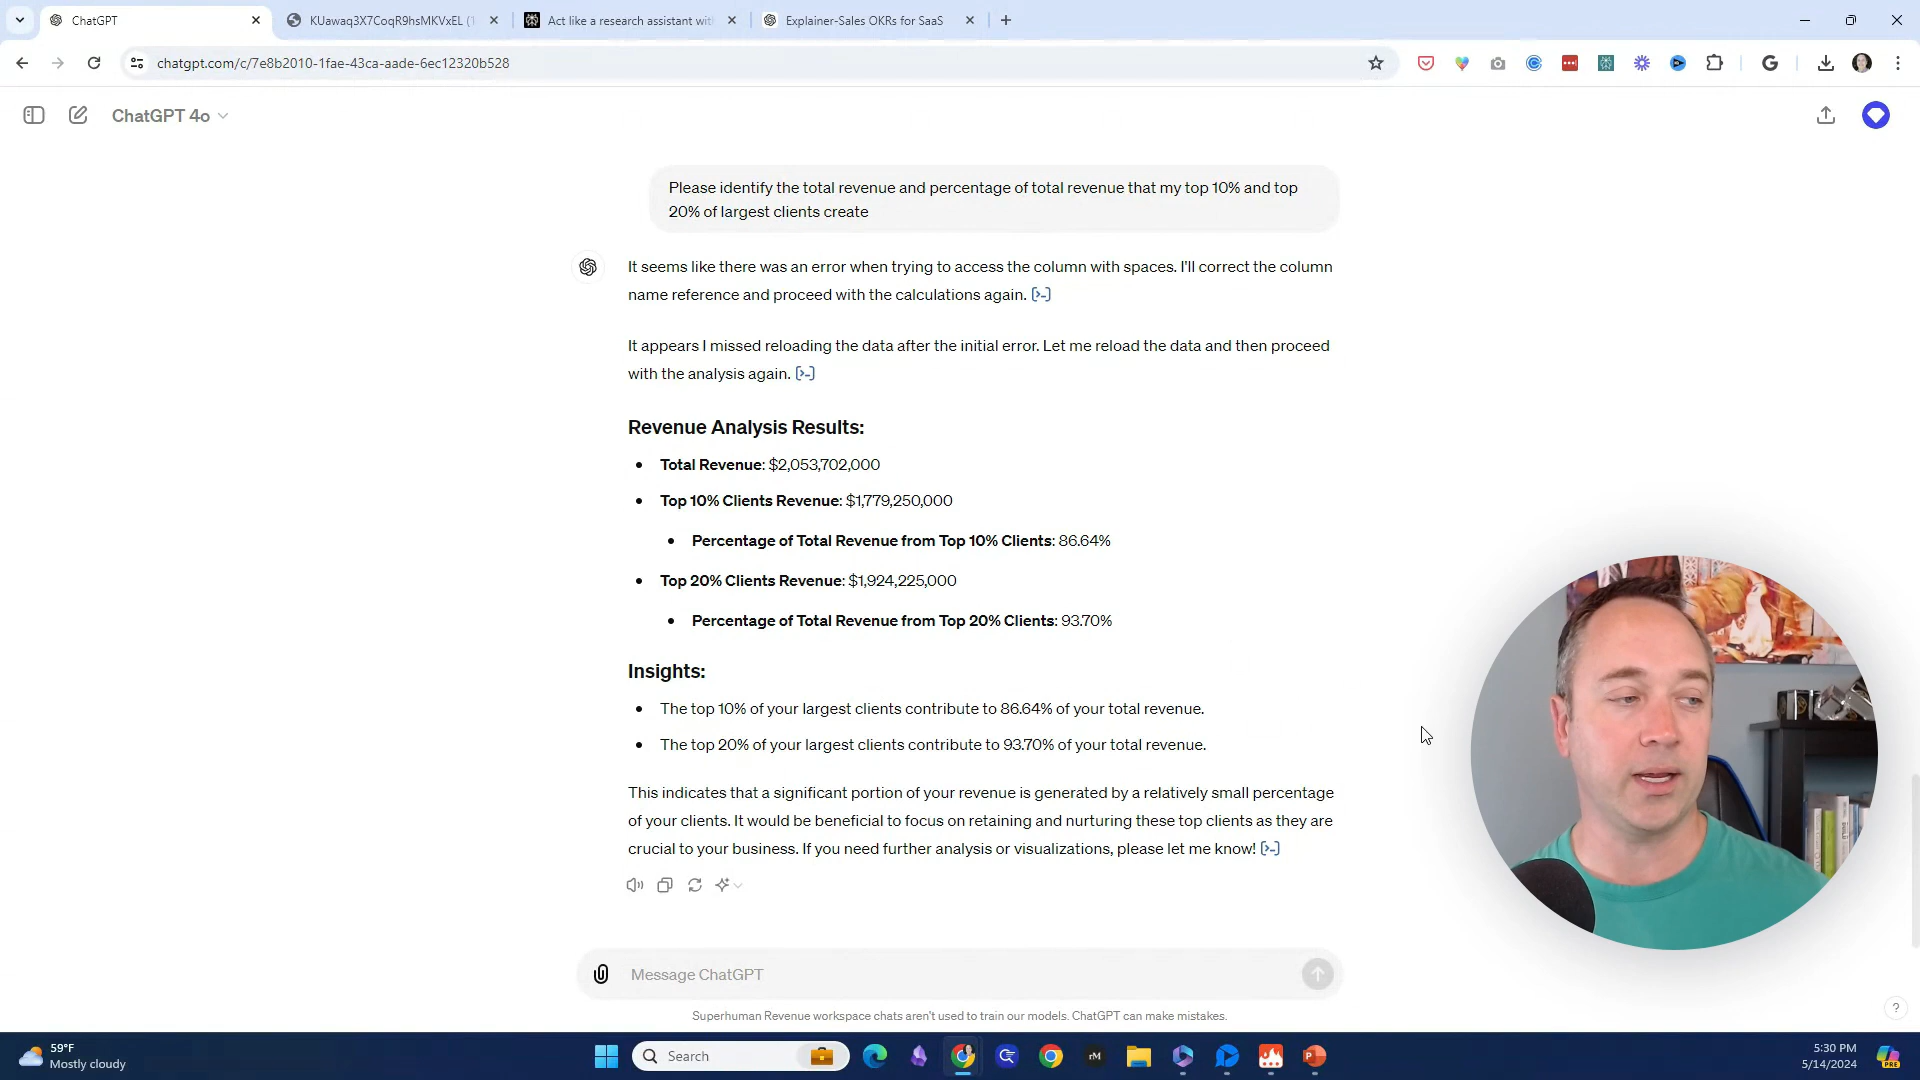 ChatGPT
KUawaq3X7CoqR9hsMKVxEL (1
Act like a research assistant with
Explainer-Sales OKRs for SaaS
chatgpt.com/c/7e8b2010-1fae-43ca-aade-6ec12320b528
ChatGPT 4o
Please identify the total revenue and percentage of total revenue that my top 10% and top
20% of largest clients create
It seems like there was an error when trying to access the column with spaces. I'll correct the column
name reference and proceed with the calculations again. [>-]
It appears I missed reloading the data after the initial error. Let me reload the data and then proceed
with the analysis again. [>-]
Revenue Analysis Results:
• Total Revenue: $2,053,702,000
• Top 10% Clients Revenue: $1,779,250,000
• Percentage of Total Revenue from Top 10% Clients: 86.64%
• Top 20% Clients Revenue: $1,924,225,000
• Percentage of Total Revenue from Top 20% Clients: 93.70%
Insights:
• The top 10% of your largest clients contribute to 86.64% of your total revenue.
• The top 20% of your largest clients contribute to 93.70% of your total revenue.
This indicates that a significant portion of your revenue is generated by a relatively small percentage
of your clients. It would be beneficial to focus on retaining and nurturing these top clients as they are
crucial to your business. If you need further analysis or visualizations, please let me know! [>-]
Message ChatGPT
Superhuman Revenue workspace chats aren't used to train our models. ChatGPT can make mistakes.
?
59°F
Mostly cloudy
Search
rM
5:30 PM
5/14/2024
PRE